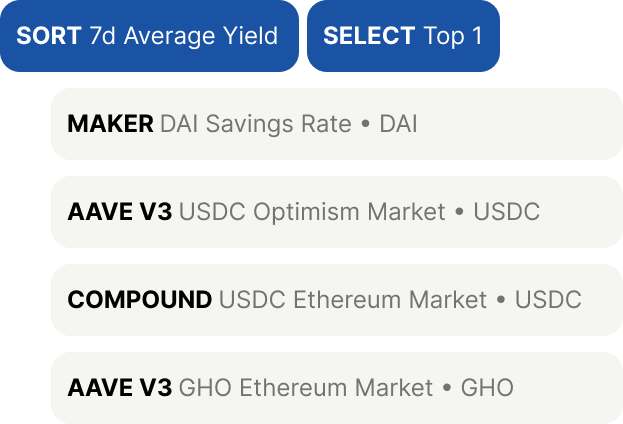 SORT 7d Average Yield SELECT Top 1
MAKER DAI Savings Rate • DAI
AAVE V3 USDC Optimism Market • USDC
COMPOUND USDC Ethereum Market • USDC
AAVE V3 GHO Ethereum Market • GHO